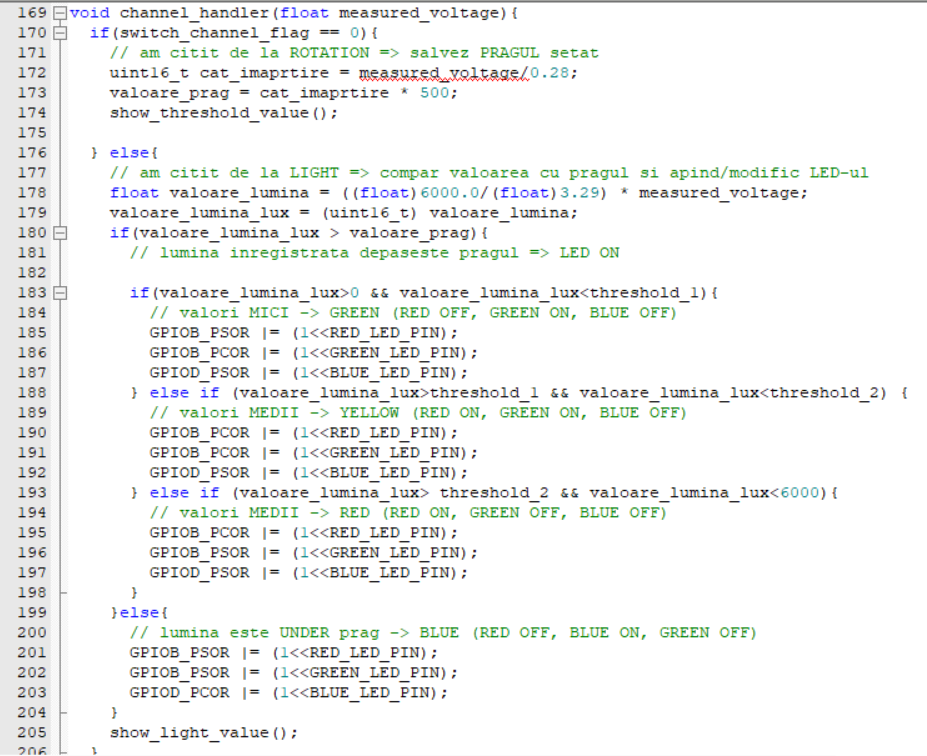 169 void channel_handler(float measured_voltage){
170 if(switch_channel_flag == 0){
171 // am citit de la ROTATION => salvez PRAGUL setat
172 uint16_t cat_imaprtire = measured_voltage/0.28;
173 valoare_prag = cat_imaprtire * 500;
174 show_threshold_value();
175
176 } else{
177 // am citit de la LIGHT => compar valoarea cu pragul si apind/modific LED-ul
178 float valoare_lumina = ((float)6000.0/(float)3.29) * measured_voltage;
179 valoare_lumina_lux = (uint16_t) valoare_lumina;
180 if(valoare_lumina_lux > valoare_prag){
181 // lumina inregistrata depaseste pragul => LED ON
182
183 if(valoare_lumina_lux>0 && valoare_lumina_lux<threshold_1){
184 // valori MICI -> GREEN (RED OFF, GREEN ON, BLUE OFF)
185 GPIOB_PSOR |= (1<<RED_LED_PIN);
186 GPIOB_PCOR |= (1<<GREEN_LED_PIN);
187 GPIOD_PSOR |= (1<<BLUE_LED_PIN);
188 } else if (valoare_lumina_lux>threshold_1 && valoare_lumina_lux<threshold_2) {
189 // valori MEDII -> YELLOW (RED ON, GREEN ON, BLUE OFF)
190 GPIOB_PCOR |= (1<<RED_LED_PIN);
191 GPIOB_PCOR |= (1<<GREEN_LED_PIN);
192 GPIOD_PSOR |= (1<<BLUE_LED_PIN);
193 } else if (valoare_lumina_lux> threshold_2 && valoare_lumina_lux<6000){
194 // valori MEDII -> RED (RED ON, GREEN OFF, BLUE OFF)
195 GPIOB_PCOR |= (1<<RED_LED_PIN);
196 GPIOB_PSOR |= (1<<GREEN_LED_PIN);
197 GPIOD_PSOR |= (1<<BLUE_LED_PIN);
198 }
199 }else{
200 // lumina este UNDER prag -> BLUE (RED OFF, BLUE ON, GREEN OFF)
201 GPIOB_PSOR |= (1<<RED_LED_PIN);
202 GPIOB_PSOR |= (1<<GREEN_LED_PIN);
203 GPIOD_PCOR |= (1<<BLUE_LED_PIN);
204 }
205 show_light_value();
206 }